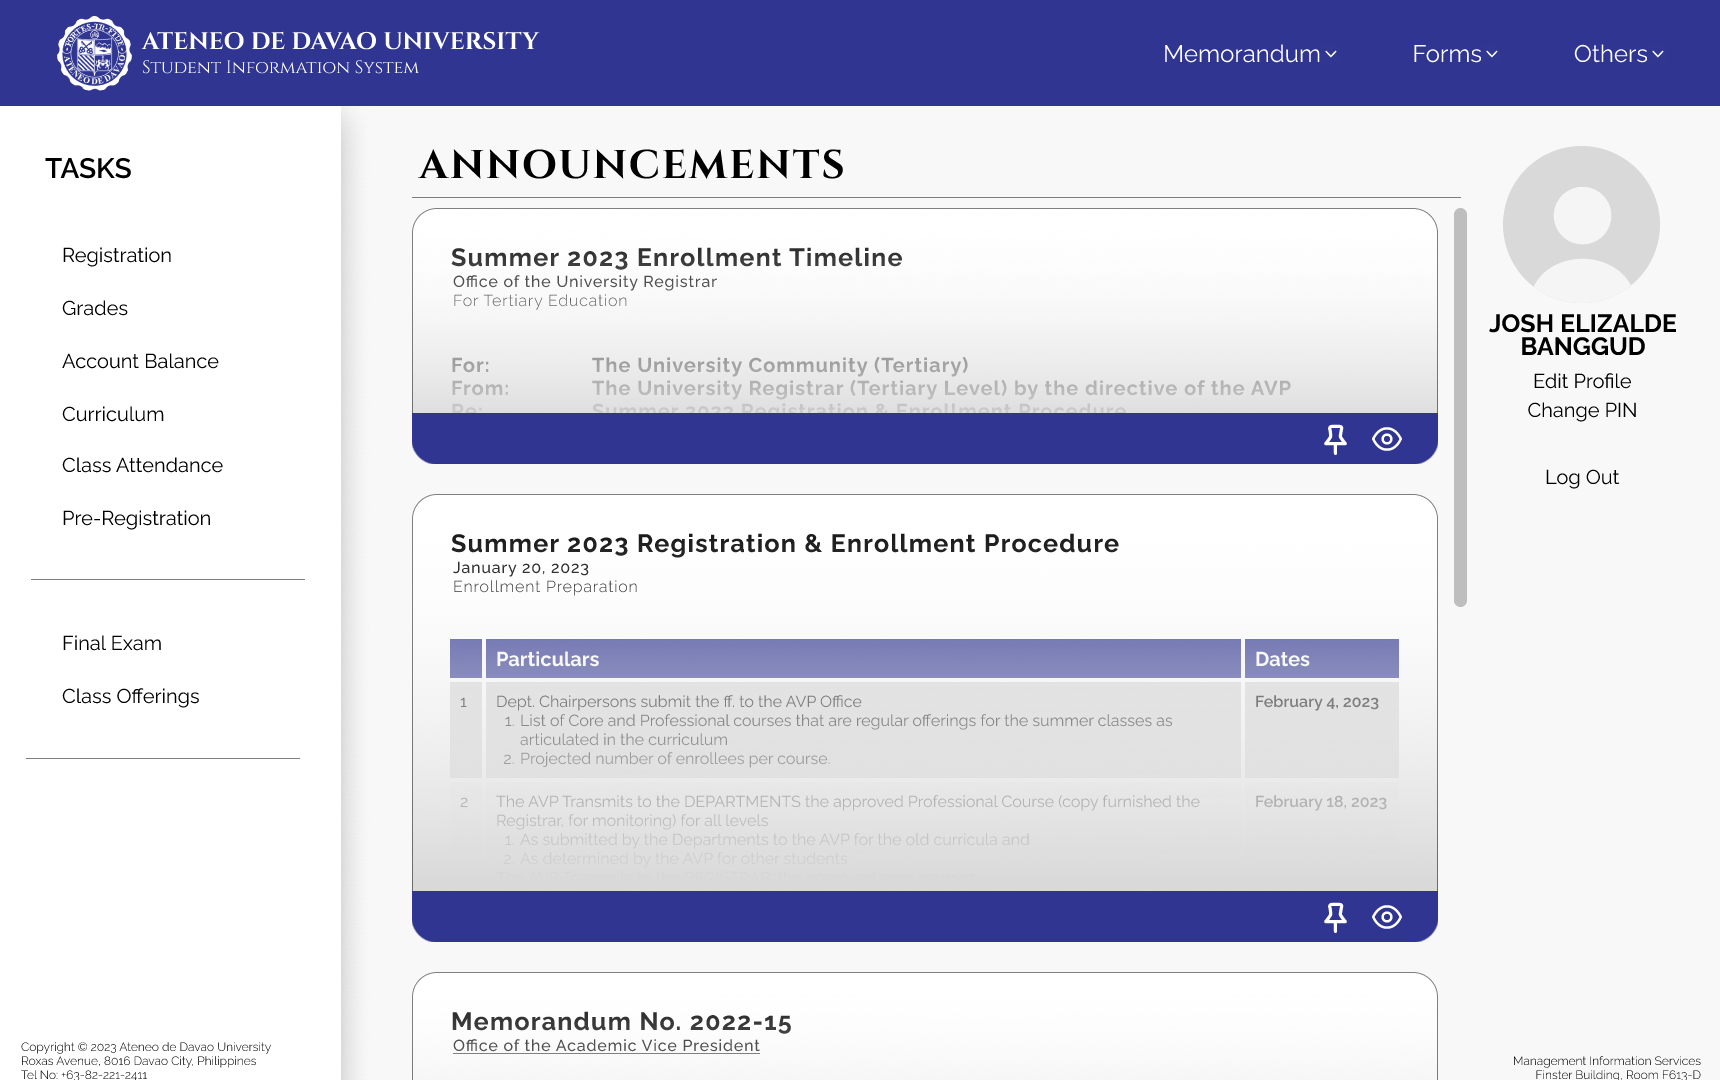 ATENEO DE DAVAO UNIVERSITY
STUDENT INFORMATION SYSTEM
Memorandum
Forms
Others
TASKS
Registration
Grades
Account Balance
Curriculum
Class Attendance
Pre-Registration
Final Exam
Class Offerings
Copyright © 2023 Ateneo de Davao University
Roxas Avenue, 8016 Davao City, Philippines
Tel No: +63-82-221-2411
ANNOUNCEMENTS
Summer 2023 Enrollment Timeline
Office of the University Registrar
For Tertiary Education
For: The University Community (Tertiary)
From: The University Registrar (Tertiary Level) by the directive of the AVP
Re: Summer 2023 Registration & Enrollment Procedure
Summer 2023 Registration & Enrollment Procedure
January 20, 2023
Enrollment Preparation
Particulars Dates
1 Dept. Chairpersons submit the ff. to the AVP Office February 4, 2023
1. List of Core and Professional courses that are regular offerings for the summer classes as
articulated in the curriculum
2. Projected number of enrollees per course.
2 The AVP Transmits to the DEPARTMENTS the approved Professional Course (copy furnished the February 18, 2023
Registrar, for monitoring) for all levels
1. As submitted by the Departments to the AVP for the old curricula and
2. As determined by the AVP for other students
Memorandum No. 2022-15
Office of the Academic Vice President
JOSH ELIZALDE
BANGGUD
Edit Profile
Change PIN
Log Out
Management Information Services
Finster Building, Room F613-D